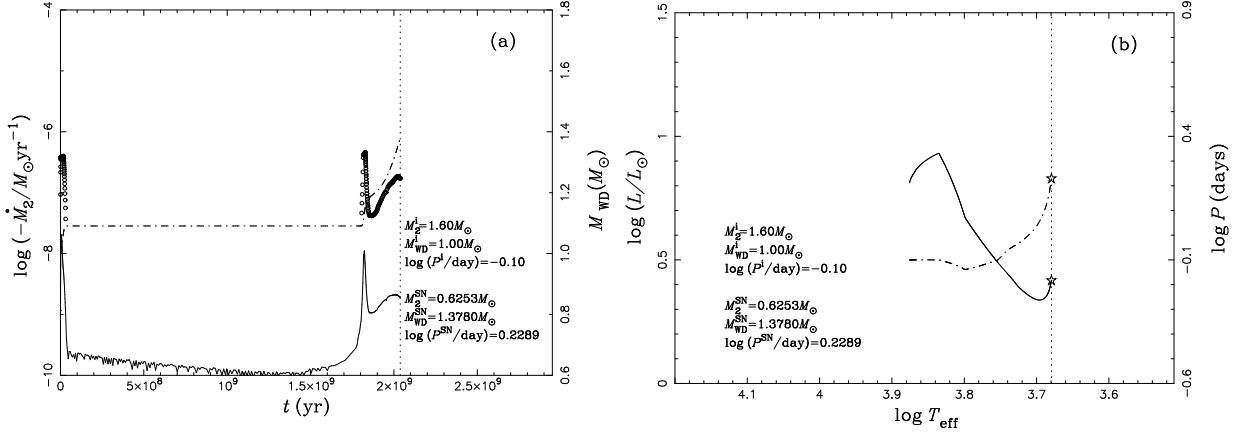 (a)
log (−Ṁ₂/M☉yr⁻¹)
−4
−6
−8
−10
0
5×10⁸
10⁹
1.5×10⁹
2×10⁹
2.5×10⁹
t (yr)
1.8
1.6
1.4
1.2
1.0
0.8
0.6
M_WD(M☉)
M₂ⁱ=1.60M☉
M_WDⁱ=1.00M☉
log (Pⁱ/day)=−0.10
M₂^SN=0.6253M☉
M_WD^SN=1.3780M☉
log (P^SN/day)=0.2289
(b)
log (L/L☉)
1.5
1
0.5
0
4.1
4
3.9
3.8
3.7
3.6
log T_eff
0.9
0.4
−0.1
−0.6
log P (days)
M₂ⁱ=1.60M☉
M_WDⁱ=1.00M☉
log (Pⁱ/day)=−0.10
M₂^SN=0.6253M☉
M_WD^SN=1.3780M☉
log (P^SN/day)=0.2289